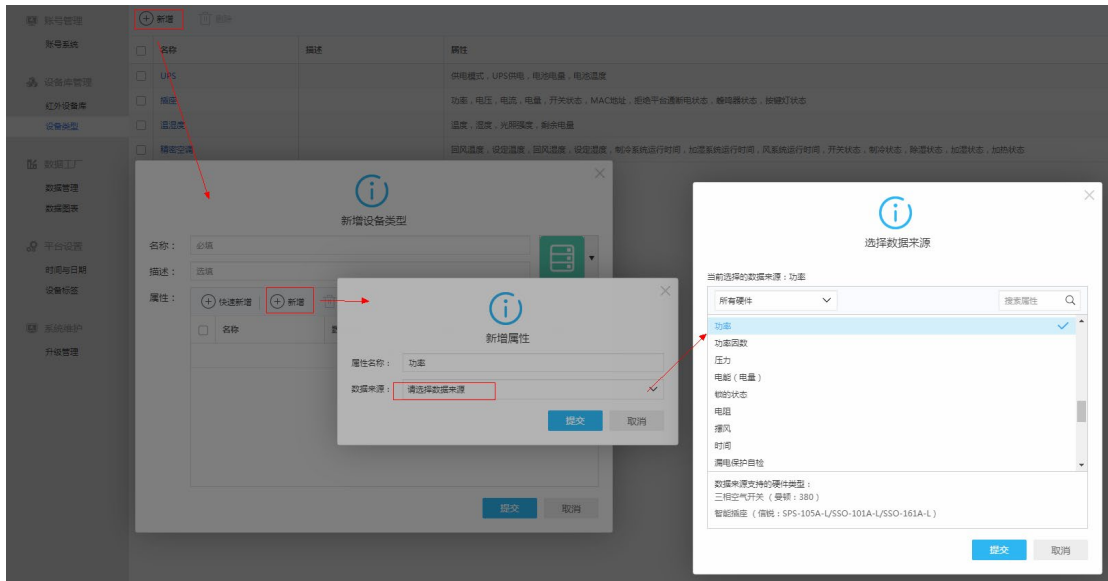 账号管理
账号系统
设备库管理
红外设备库
设备类型
数据工厂
数据管理
数据图表
平台设置
时间与日期
设备标签
系统维护
升级管理
新增 删除
名称 描述 属性
UPS 供电模式，UPS供电，电池电量，电池温度
插座 功率，电压，电流，电量，开关状态，MAC地址，拒绝平台通断电状态，蜂鸣器状态，按键灯状态
温湿度 温度，湿度，光照强度，剩余电量
精密空调 回风温度，设定温度，回风湿度，设定湿度，制冷系统运行时间，加湿系统运行时间，风系统运行时间，开关状态，制冷状态，除湿状态，加湿状态，加热状态
新增设备类型
名称： 必填
描述： 选填
属性： 快速新增 新增
名称
提交 取消
新增属性
属性名称： 功率
数据来源： 请选择数据来源
提交 取消
选择数据来源
当前选择的数据来源：功率
所有硬件 搜索属性
功率
功率因数
压力
电能（电量）
锁的状态
电阻
摆风
时间
漏电保护自检
数据来源支持的硬件类型：
三相空气开关（曼顿：380）
智能插座（信锐：SPS-105A-L/SSO-101A-L/SSO-161A-L）
提交 取消